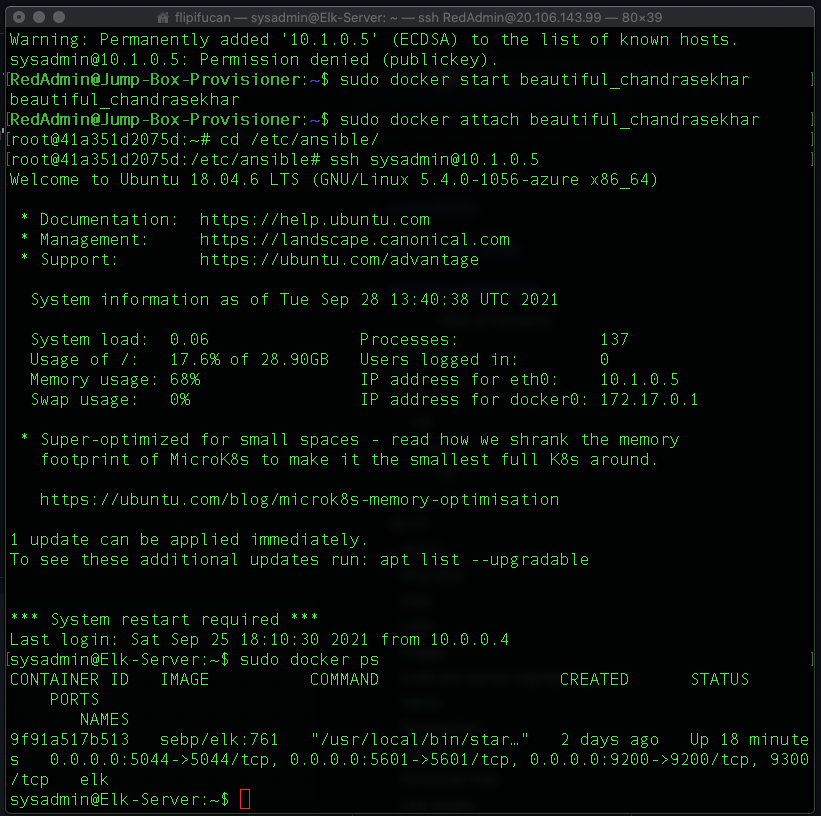 flipifucan — sysadmin@Elk-Server: ~ — ssh RedAdmin@20.106.143.99 — 80×39
Warning: Permanently added '10.1.0.5' (ECDSA) to the list of known hosts.
sysadmin@10.1.0.5: Permission denied (publickey).
[RedAdmin@Jump-Box-Provisioner:~$ sudo docker start beautiful_chandrasekhar ]
beautiful_chandrasekhar
[RedAdmin@Jump-Box-Provisioner:~$ sudo docker attach beautiful_chandrasekhar ]
[root@41a351d2075d:~# cd /etc/ansible/ ]
[root@41a351d2075d:/etc/ansible# ssh sysadmin@10.1.0.5 ]
Welcome to Ubuntu 18.04.6 LTS (GNU/Linux 5.4.0-1056-azure x86_64)
* Documentation:  https://help.ubuntu.com
* Management:     https://landscape.canonical.com
* Support:        https://ubuntu.com/advantage
System information as of Tue Sep 28 13:40:38 UTC 2021
System load:  0.06               Processes:              137
Usage of /:   17.6% of 28.90GB   Users logged in:        0
Memory usage: 68%                IP address for eth0:    10.1.0.5
Swap usage:   0%                 IP address for docker0: 172.17.0.1
* Super-optimized for small spaces - read how we shrank the memory
footprint of MicroK8s to make it the smallest full K8s around.
https://ubuntu.com/blog/microk8s-memory-optimisation
1 update can be applied immediately.
To see these additional updates run: apt list --upgradable
*** System restart required ***
Last login: Sat Sep 25 18:10:30 2021 from 10.0.0.4
[sysadmin@Elk-Server:~$ sudo docker ps ]
CONTAINER ID   IMAGE          COMMAND                  CREATED      STATUS
PORTS
NAMES
9f91a517b513   sebp/elk:761   "/usr/local/bin/star…"   2 days ago   Up 18 minute
s   0.0.0.0:5044->5044/tcp, 0.0.0.0:5601->5601/tcp, 0.0.0.0:9200->9200/tcp, 9300
/tcp   elk
sysadmin@Elk-Server:~$